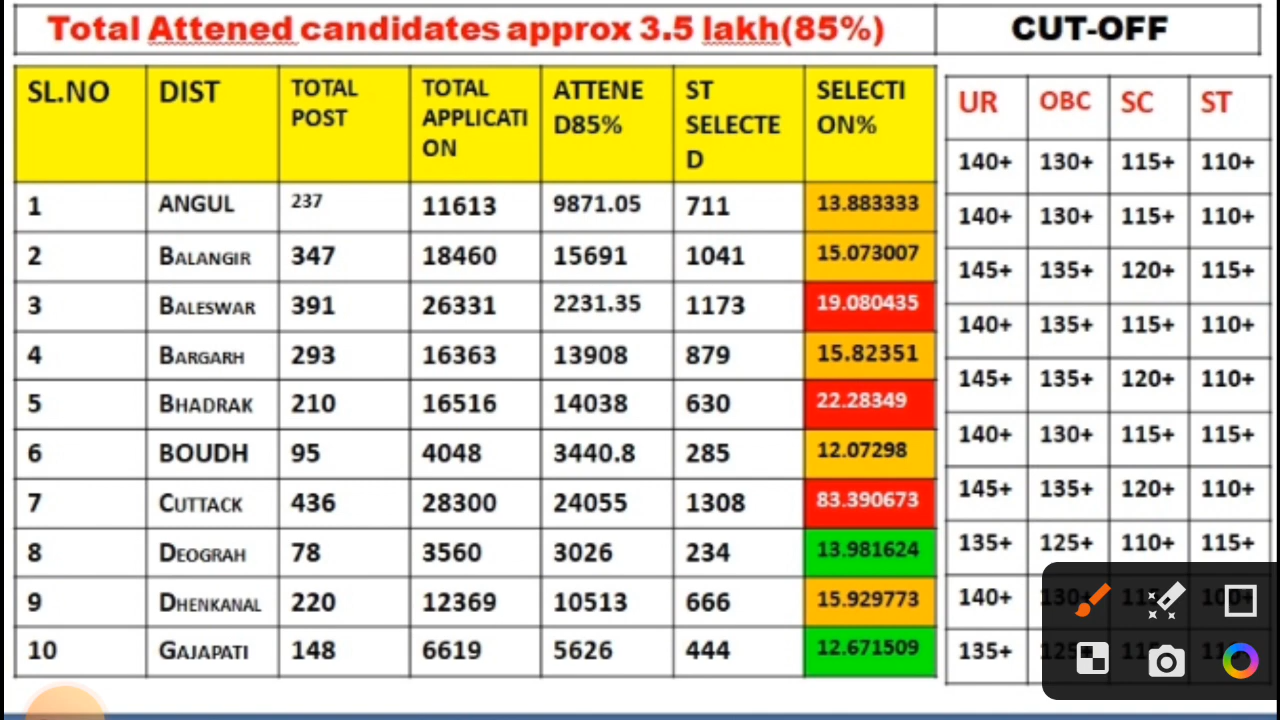 Total Attened candidates approx 3.5 lakh(85%) CUT-OFF
SL.NO DIST TOTAL POST TOTAL APPLICATI ON ATTENE D85% ST SELECTE D SELECTI ON%
UR OBC SC ST
140+ 130+ 115+ 110+
1 ANGUL 237 11613 9871.05 711 13.883333
140+ 130+ 115+ 110+
2 BALANGIR 347 18460 15691 1041 15.073007
145+ 135+ 120+ 115+
3 BALESWAR 391 26331 2231.35 1173 19.080435
140+ 135+ 115+ 110+
4 BARGARH 293 16363 13908 879 15.82351
145+ 135+ 120+ 110+
5 BHADRAK 210 16516 14038 630 22.28349
140+ 130+ 115+ 115+
6 BOUDH 95 4048 3440.8 285 12.07298
145+ 135+ 120+ 110+
7 CUTTACK 436 28300 24055 1308 83.390673
135+ 125+ 110+ 115+
8 DEOGRAH 78 3560 3026 234 13.981624
140+
9 DHENKANAL 220 12369 10513 666 15.929773
135+
10 GAJAPATI 148 6619 5626 444 12.671509